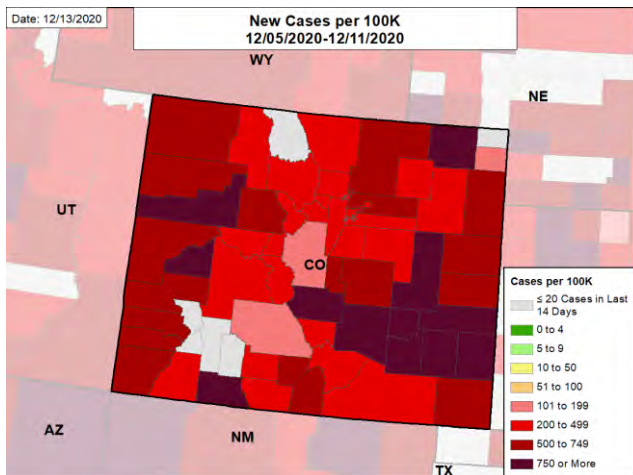 Date: 12/13/2020
New Cases per 100K
12/05/2020-12/11/2020
WY
NE
UT
CO
AZ
NM
TX
Cases per 100K
≤ 20 Cases in Last
14 Days
0 to 4
5 to 9
10 to 50
51 to 100
101 to 199
200 to 499
500 to 749
750 or More